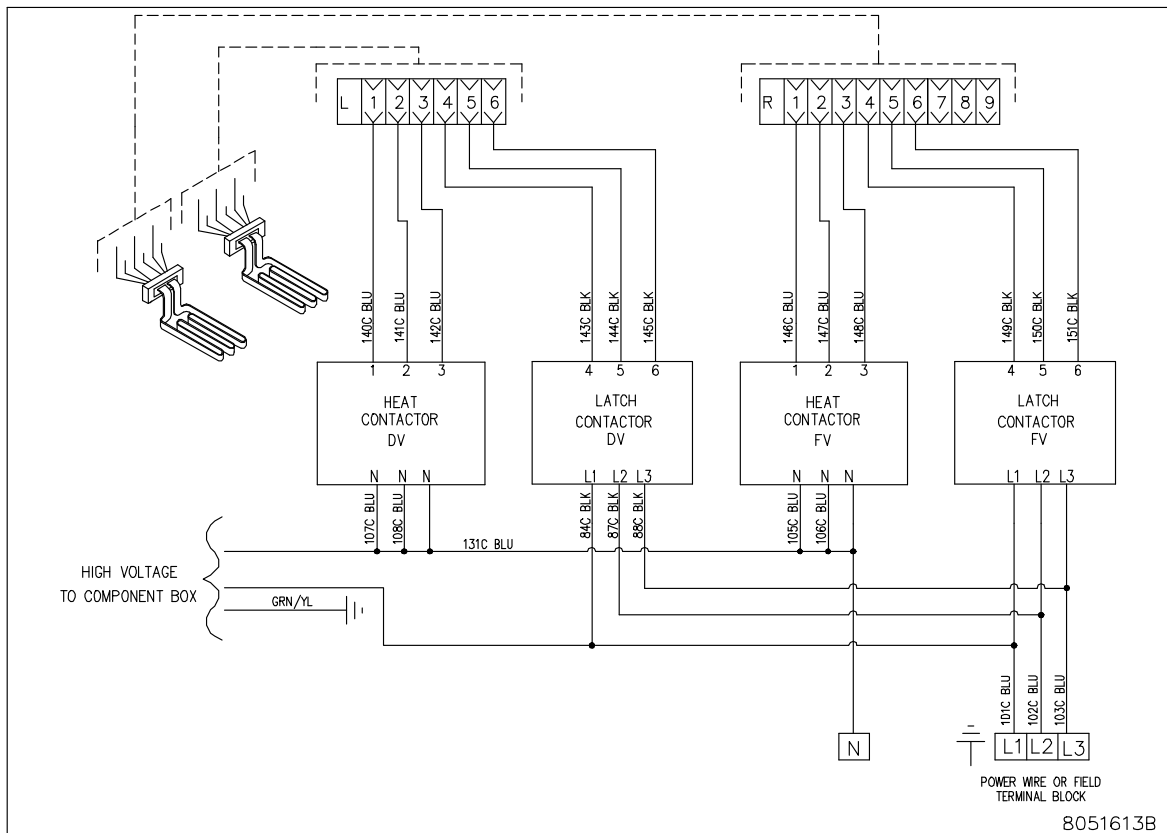 L 1 2 3 4 5 6
R 1 2 3 4 5 6 7 8 9
140C BLU
141C BLU
142C BLU
143C BLK
144C BLK
145C BLK
146C BLU
147C BLU
148C BLU
149C BLK
150C BLK
151C BLK
1 2 3
HEAT
CONTACTOR
DV
N N N
4 5 6
LATCH
CONTACTOR
DV
L1 L2 L3
1 2 3
HEAT
CONTACTOR
FV
N N N
4 5 6
LATCH
CONTACTOR
FV
L1 L2 L3
107C BLU
108C BLU
84C BLK
87C BLK
88C BLK
105C BLU
106C BLU
131C BLU
HIGH VOLTAGE
TO COMPONENT BOX
GRN/YL
101C BLU
102C BLU
103C BLU
N
L1 L2 L3
POWER WIRE OR FIELD
TERMINAL BLOCK
8051613B